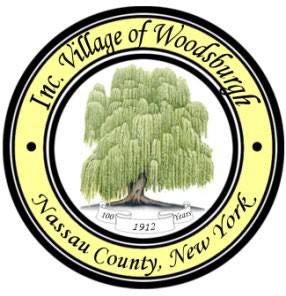 Inc. Village of Woodsburgh
100 Years
1912
Nassau County, New York